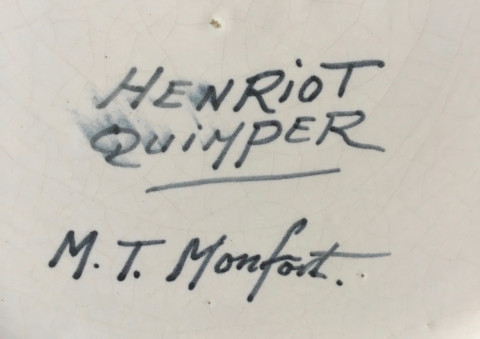 HENRiOT
QUiMPER
M. T. Monfort.